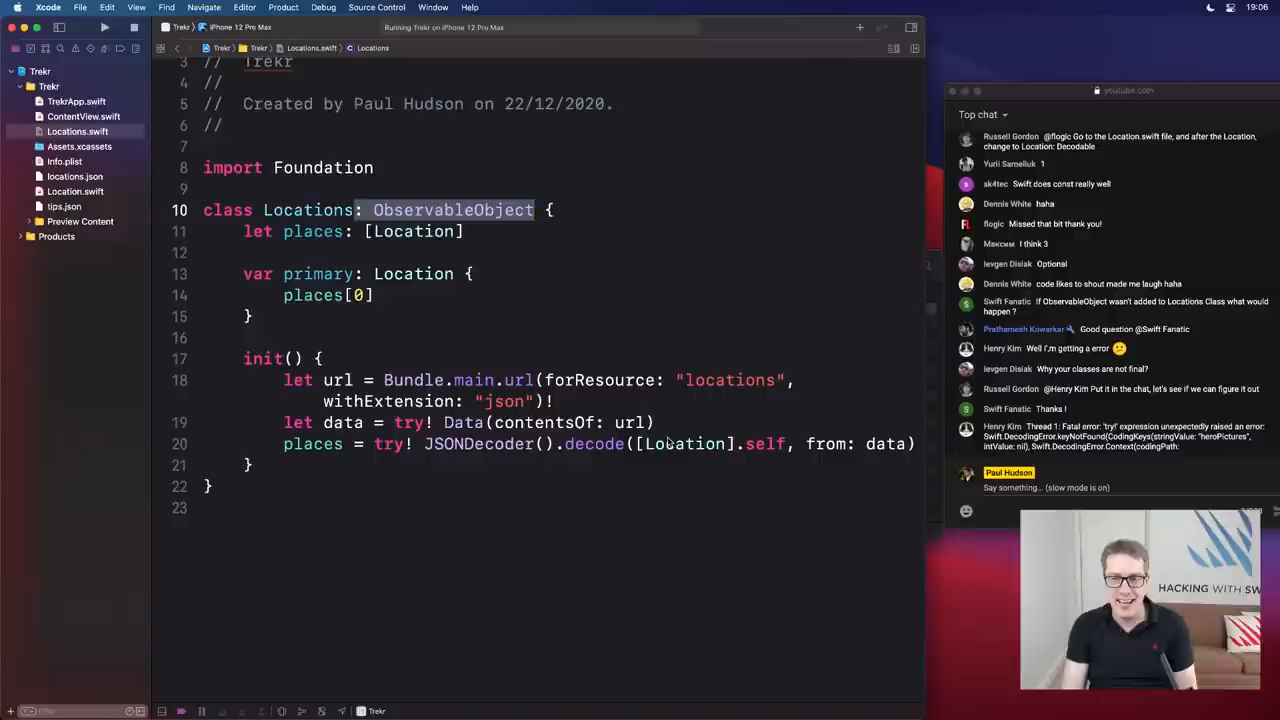 Xcode File Edit View Find Navigate Editor Product Debug Source Control Window Help 19:06
Trekr iPhone 12 Pro Max Running Trekr on iPhone 12 Pro Max
Trekr Trekr Locations.swift Locations
Trekr
Trekr
TrekrApp.swift
ContentView.swift
Locations.swift
Assets.xcassets
Info.plist
locations.json
Location.swift
tips.json
Preview Content
Products
3 // Trekr
4 //
5 // Created by Paul Hudson on 22/12/2020.
6 //
7
8 import Foundation
9
10 class Locations: ObservableObject {
11 let places: [Location]
12
13 var primary: Location {
14 places[0]
15 }
16
17 init() {
18 let url = Bundle.main.url(forResource: "locations",
withExtension: "json")!
19 let data = try! Data(contentsOf: url)
20 places = try! JSONDecoder().decode([Location].self, from: data)
21 }
22 }
23
Trekr
youtube.com
Top chat
Russell Gordon @flogic Go to the Location.swift file, and after the Location,
change to Location: Decodable
Yurii Sameliuk 1
sk4tec Swift does const really well
Dennis White haha
flogic Missed that bit thank you!
Максим I think 3
Ievgen Disiak Optional
Dennis White code likes to shout made me laugh haha
Swift Fanatic If ObservableObject wasn't added to Locations Class what would
happen ?
Prathamesh Kowarkar Good question @Swift Fanatic
Henry Kim Well i',m getting a error
Ievgen Disiak Why your classes are not final?
Russell Gordon @Henry Kim Put it in the chat, let's see if we can figure it out
Swift Fanatic Thanks !
Henry Kim Thread 1: Fatal error: 'try!' expression unexpectedly raised an error:
Swift.DecodingError.keyNotFound(CodingKeys(stringValue: "heroPictures",
intValue: nil), Swift.DecodingError.Context(codingPath:
Paul Hudson
Say something... (slow mode is on)
HACKING WITH SW